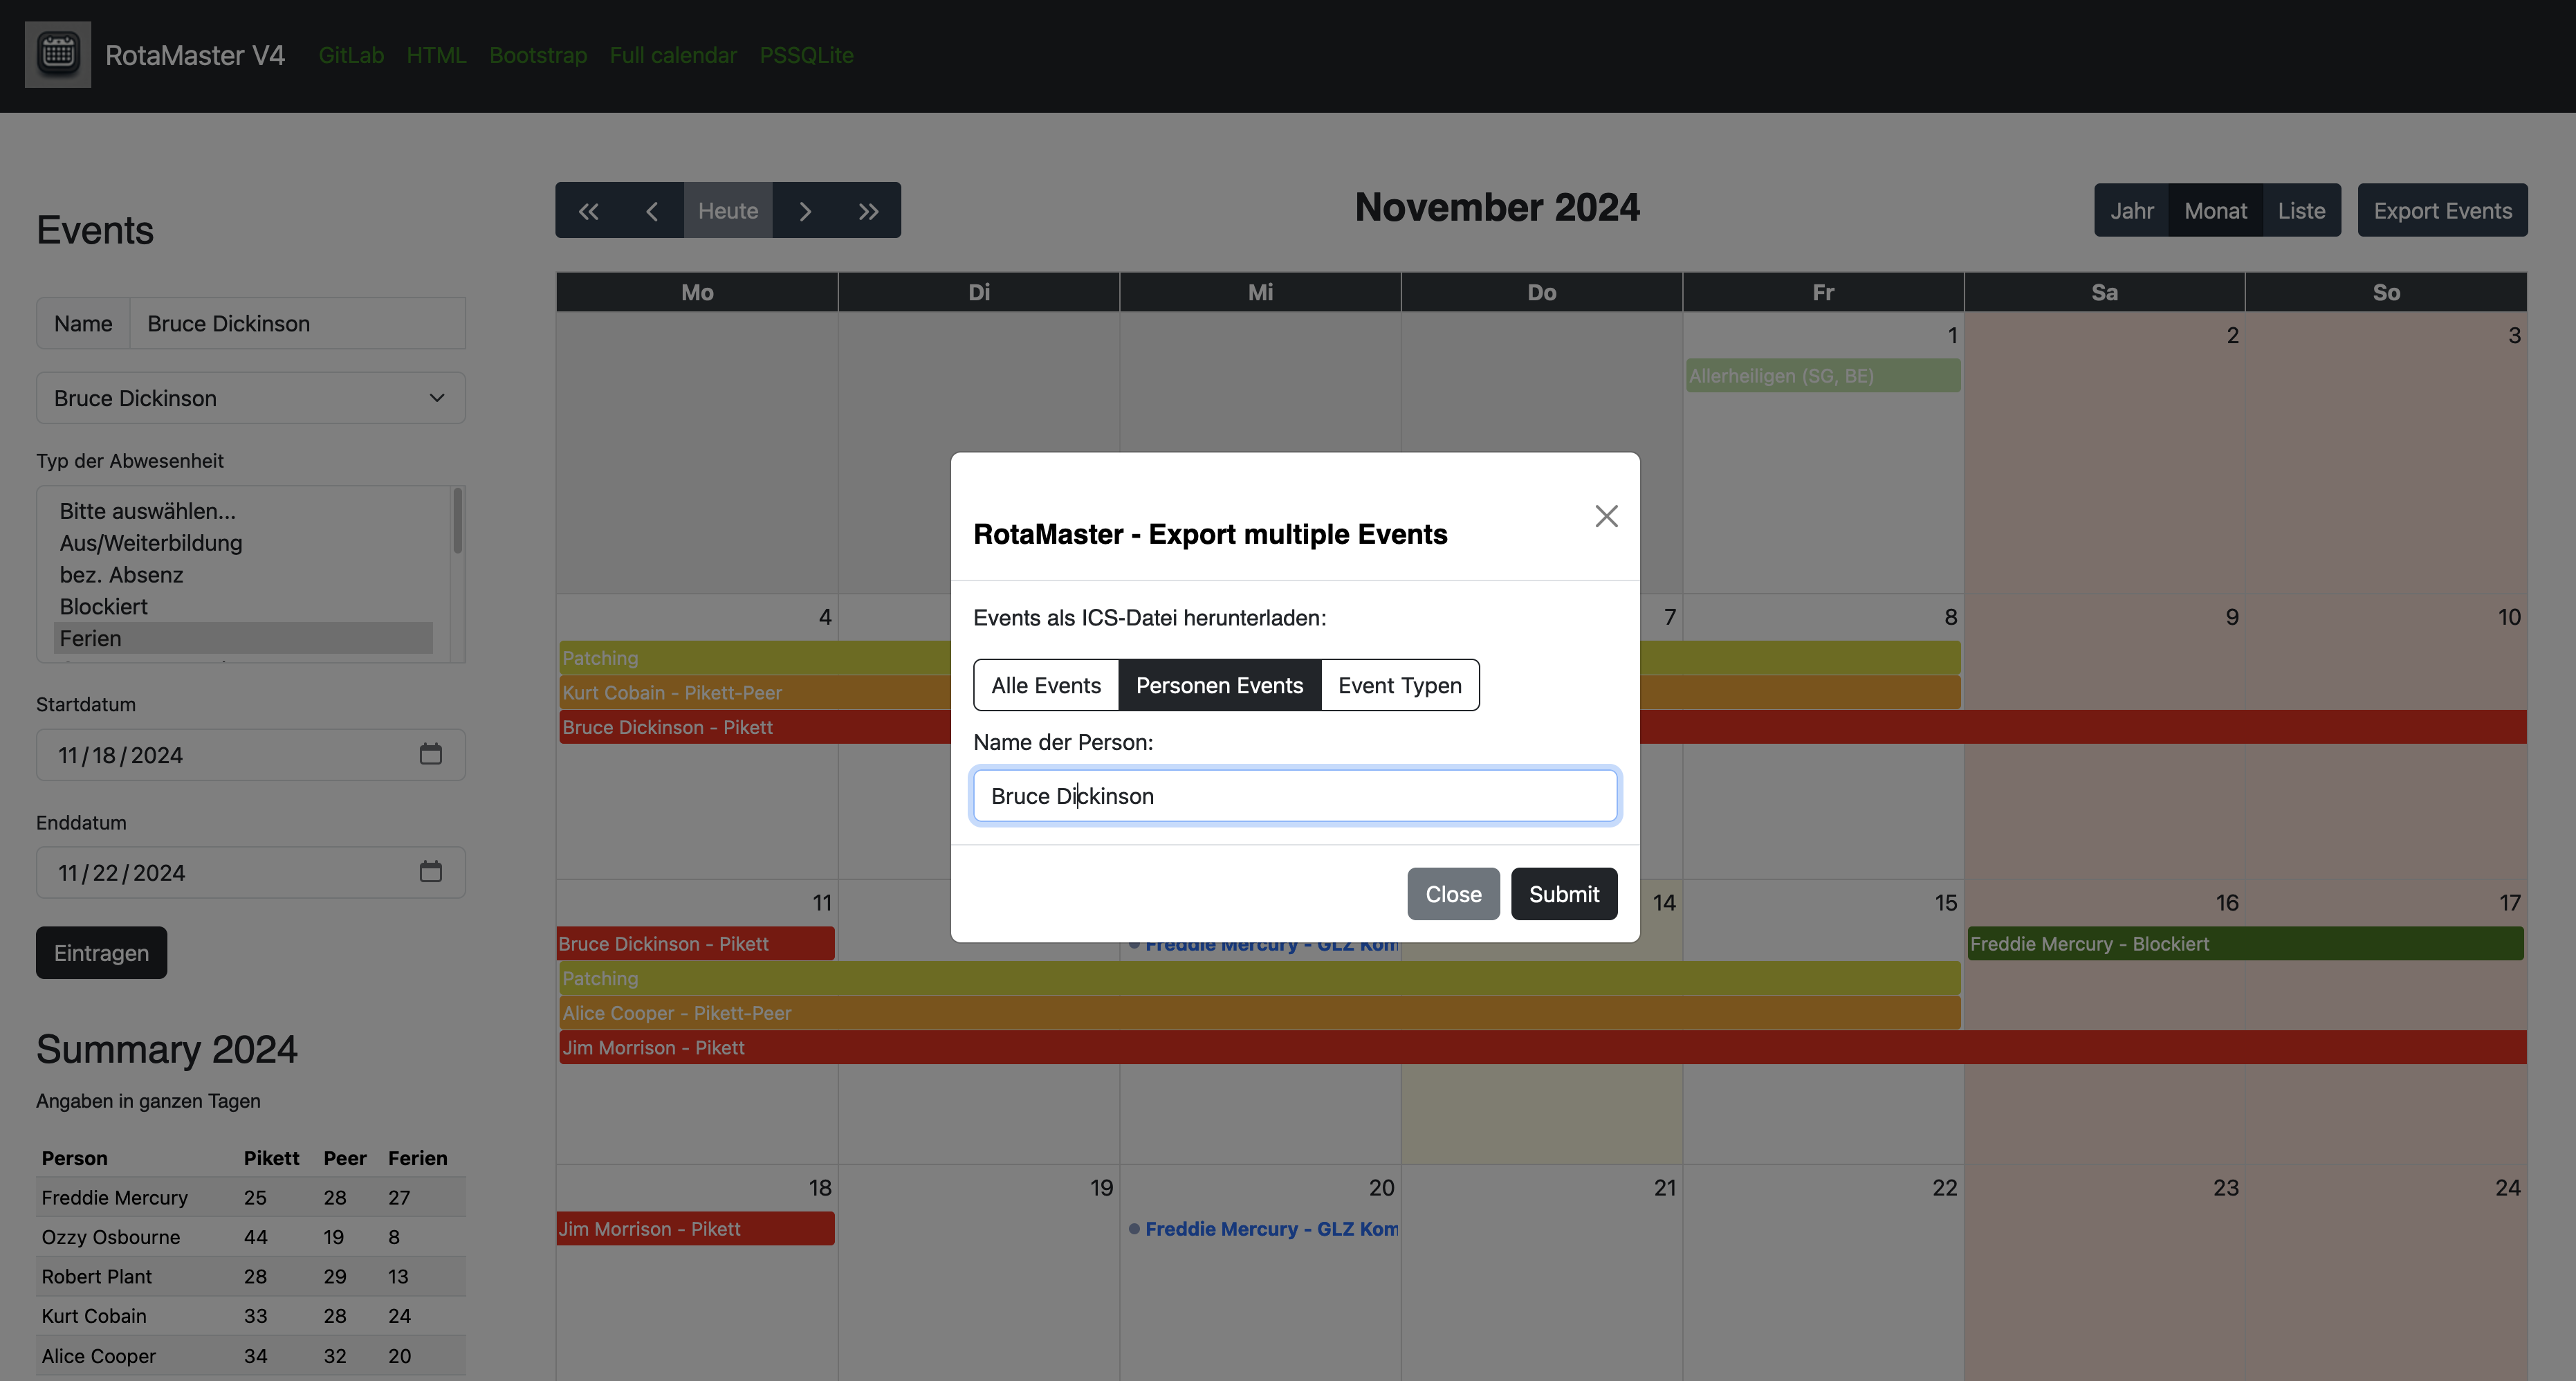 RotaMaster V4 GitLab HTML Bootstrap Full calendar PSSQLite
Events
Name Bruce Dickinson
Bruce Dickinson
Typ der Abwesenheit
Bitte auswählen...
Aus/Weiterbildung
bez. Absenz
Blockiert
Ferien
Startdatum
11/18/2024
Enddatum
11/22/2024
Eintragen
Summary 2024
Angaben in ganzen Tagen
Person Pikett Peer Ferien
Freddie Mercury 25 28 27
Ozzy Osbourne 44 19 8
Robert Plant 28 29 13
Kurt Cobain 33 28 24
Alice Cooper 34 32 20
Heute
November 2024
Jahr Monat Liste Export Events
Mo Di Mi Do Fr Sa So
1 2 3
Allerheiligen (SG, BE)
4 7 8 9 10
Patching
Kurt Cobain - Pikett-Peer
Bruce Dickinson - Pikett
RotaMaster - Export multiple Events
Events als ICS-Datei herunterladen:
Alle Events Personen Events Event Typen
Name der Person:
Bruce Dickinson
Close Submit
11 14 15 16 17
Bruce Dickinson - Pikett Freddie Mercury - GLZ Kom Freddie Mercury - Blockiert
Patching
Alice Cooper - Pikett-Peer
Jim Morrison - Pikett
18 19 20 21 22 23 24
Jim Morrison - Pikett Freddie Mercury - GLZ Kom